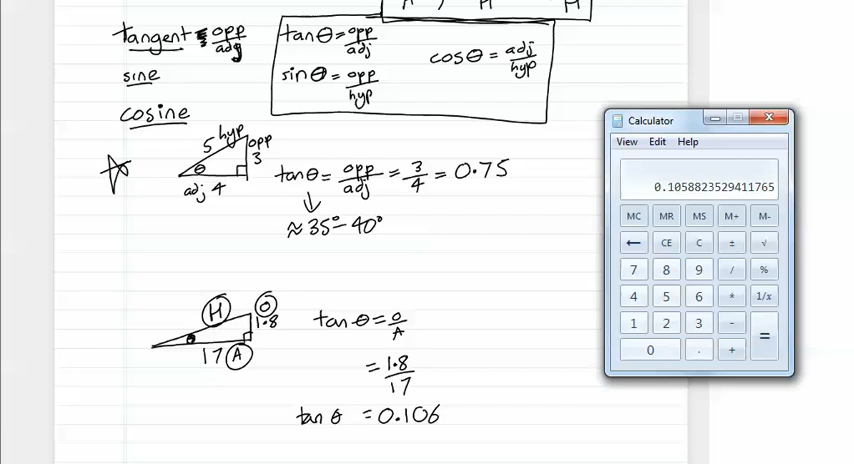 A H H
tangent = opp/adj
sine
cosine
tanθ = opp/adj
sinθ = opp/hyp
cosθ = adj/hyp
5 hyp
opp
3
θ
adj 4
tanθ = opp/adj = 3/4 = 0.75
≈ 35° - 40°
H
O
1.8
θ
17 A
tan θ = O/A
= 1.8/17
tan θ = 0.106
Calculator
View Edit Help
0.1058823529411765
MC MR MS M+ M-
← CE C ± √
7 8 9 / %
4 5 6 * 1/x
1 2 3 - =
0 . +